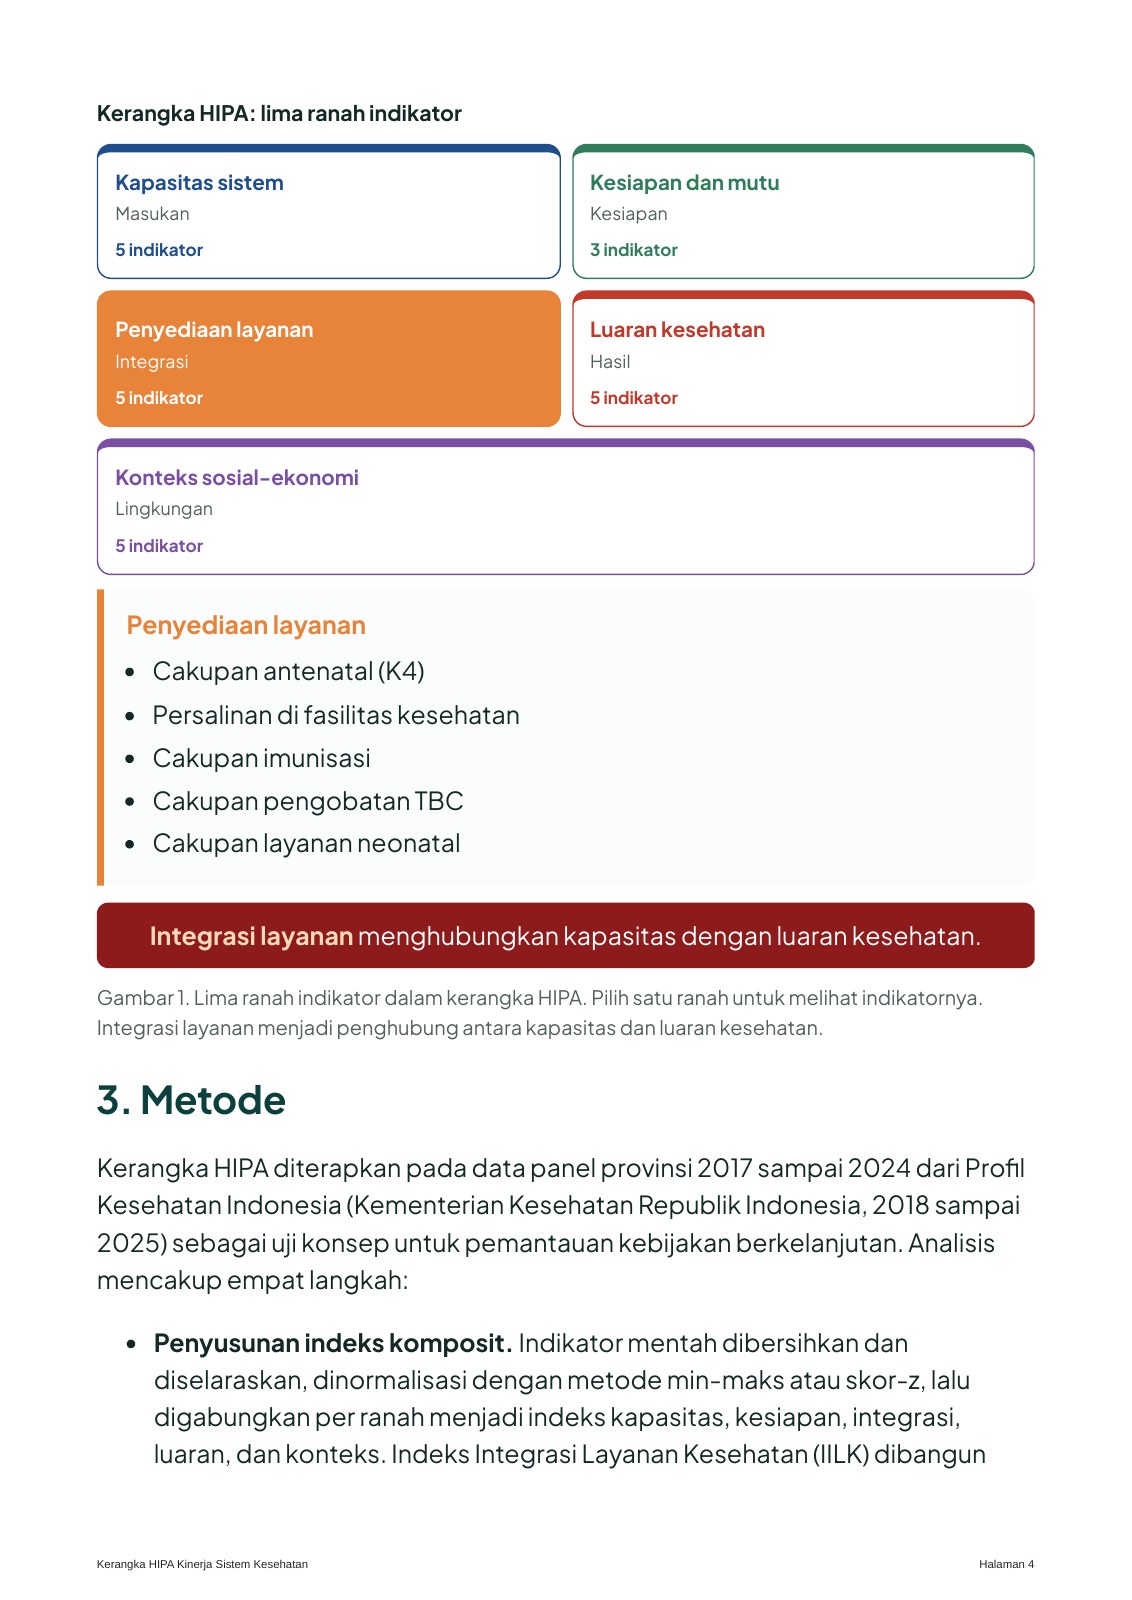 Kerangka HIPA: lima ranah indikator
Kapasitas sistem
Masukan
5 indikator
Kesiapan dan mutu
Kesiapan
3 indikator
Penyediaan layanan
Integrasi
5 indikator
Luaran kesehatan
Hasil
5 indikator
Konteks sosial-ekonomi
Lingkungan
5 indikator
Penyediaan layanan
• Cakupan antenatal (K4)
• Persalinan di fasilitas kesehatan
• Cakupan imunisasi
• Cakupan pengobatan TBC
• Cakupan layanan neonatal
Integrasi layanan menghubungkan kapasitas dengan luaran kesehatan.
Gambar 1. Lima ranah indikator dalam kerangka HIPA. Pilih satu ranah untuk melihat indikatornya.
Integrasi layanan menjadi penghubung antara kapasitas dan luaran kesehatan.
3. Metode
Kerangka HIPA diterapkan pada data panel provinsi 2017 sampai 2024 dari Profil
Kesehatan Indonesia (Kementerian Kesehatan Republik Indonesia, 2018 sampai
2025) sebagai uji konsep untuk pemantauan kebijakan berkelanjutan. Analisis
mencakup empat langkah:
• Penyusunan indeks komposit. Indikator mentah dibersihkan dan
diselaraskan, dinormalisasi dengan metode min-maks atau skor-z, lalu
digabungkan per ranah menjadi indeks kapasitas, kesiapan, integrasi,
luaran, dan konteks. Indeks Integrasi Layanan Kesehatan (IILK) dibangun
Kerangka HIPA Kinerja Sistem Kesehatan
Halaman 4